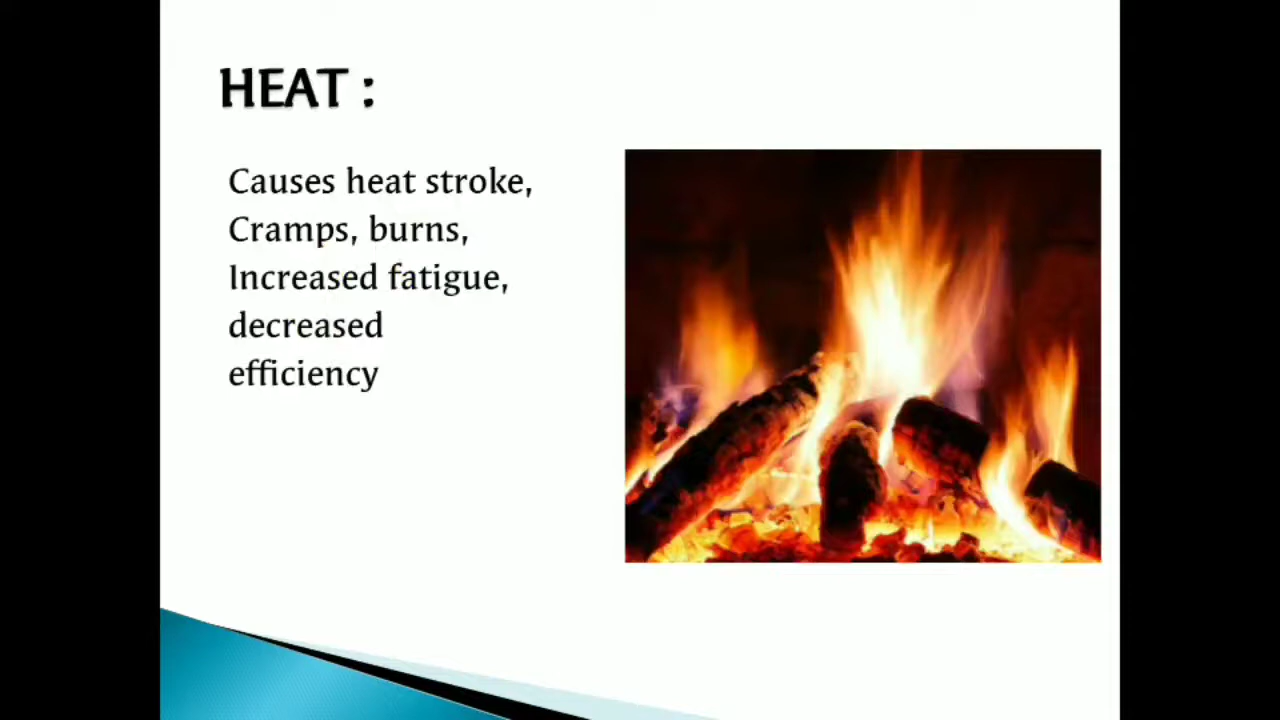 HEAT :
Causes heat stroke,
Cramps, burns,
Increased fatigue,
decreased
efficiency